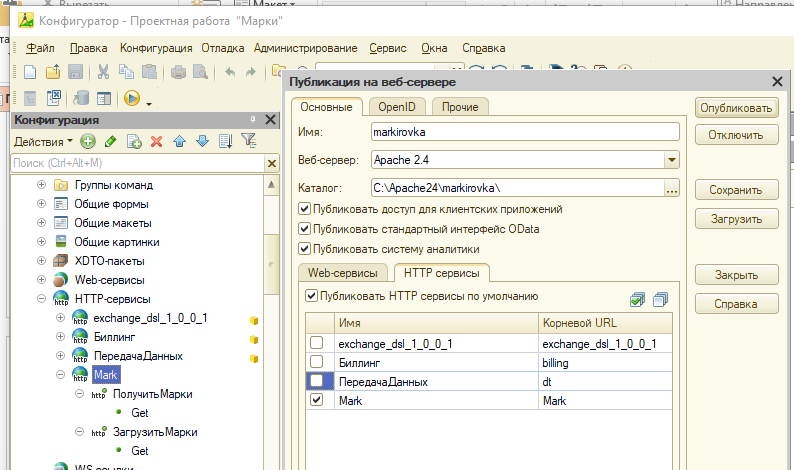 Конфигуратор - Проектная работа "Марки"
Файл Правка Конфигурация Отладка Администрирование Сервис Окна Справка
Конфигурация
Действия
Поиск (Ctrl+Alt+M)
Группы команд
Общие формы
Общие макеты
Общие картинки
XDTO-пакеты
Web-сервисы
HTTP-сервисы
exchange_dsl_1_0_0_1
Биллинг
ПередачаДанных
Mark
ПолучитьМарки
Get
ЗагрузитьМарки
Get
WS-ссылки
Публикация на веб-сервере
Основные OpenID Прочие
Имя: markirovka
Веб-сервер: Apache 2.4
Каталог: C:\Apache24\markirovka\ ...
Публиковать доступ для клиентских приложений
Публиковать стандартный интерфейс OData
Публиковать систему аналитики
Web-сервисы HTTP сервисы
Публиковать HTTP сервисы по умолчанию
Имя Корневой URL
exchange_dsl_1_0_0_1 exchange_dsl_1_0_0_1
Биллинг billing
ПередачаДанных dt
Mark Mark
Опубликовать
Отключить
Сохранить
Загрузить
Закрыть
Справка